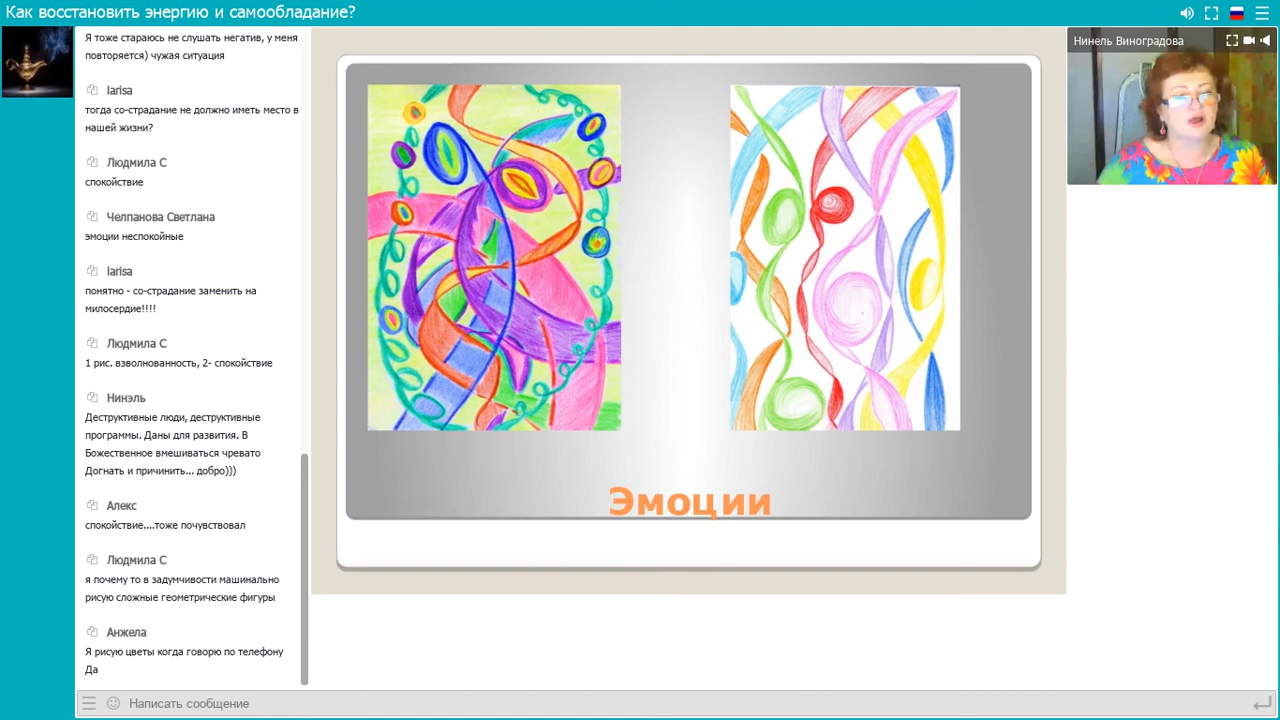 Как восстановить энергию и самообладание?
Я тоже стараюсь не слушать негатив, у меня
повторяется) чужая ситуация
larisa
тогда со-страдание не должно иметь место в
нашей жизни?
Людмила С
спокойствие
Челпанова Светлана
эмоции неспокойные
larisa
понятно - со-страдание заменить на
милосердие!!!!
Людмила С
1 рис. взволнованность, 2- спокойствие
Нинэль
Деструктивные люди, деструктивные
программы. Даны для развития. В
Божественное вмешиваться чревато
Догнать и причинить... добро)))
Алекс
спокойствие....тоже почувствовал
Людмила С
я почему то в задумчивости машинально
рисую сложные геометрические фигуры
Анжела
Я рисую цветы когда говорю по телефону
Да
Написать сообщение
Эмоции
Нинель Виноградова